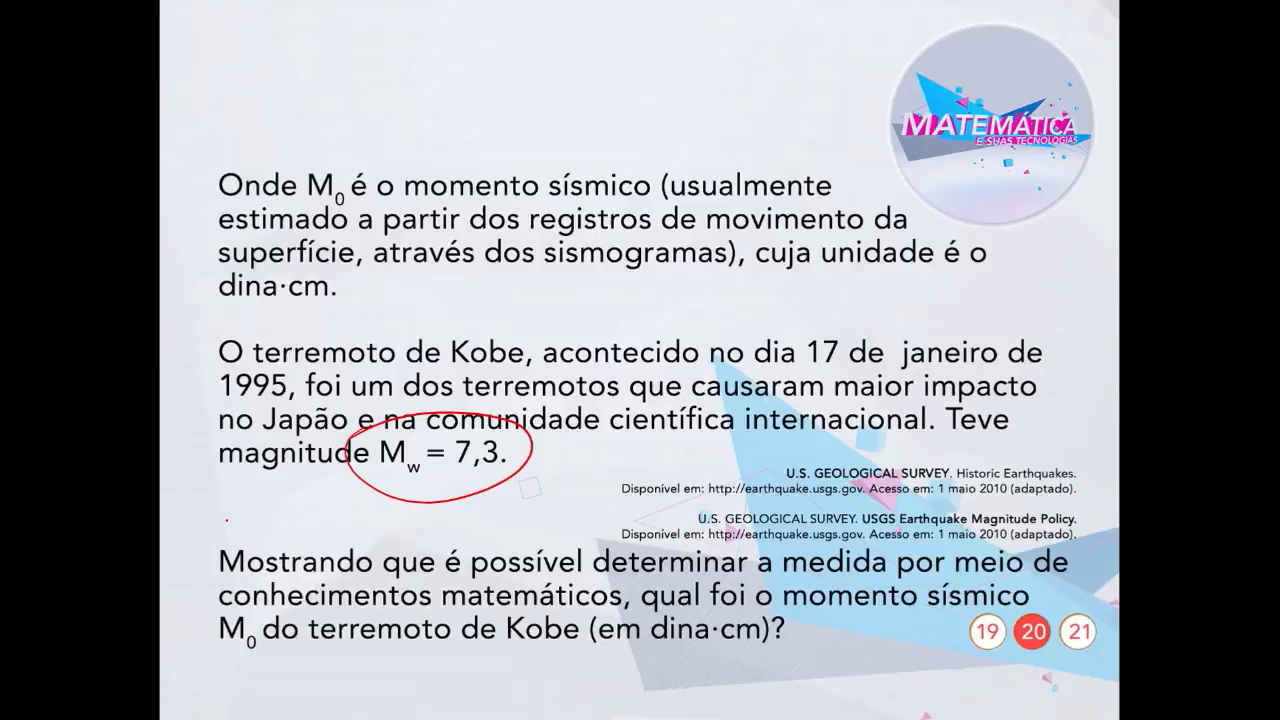 MATEMÁTICA
E SUAS TECNOLOGIAS
Onde M0 é o momento sísmico (usualmente
estimado a partir dos registros de movimento da
superfície, através dos sismogramas), cuja unidade é o
dina·cm.
O terremoto de Kobe, acontecido no dia 17 de janeiro de
1995, foi um dos terremotos que causaram maior impacto
no Japão e na comunidade científica internacional. Teve
magnitude Mw = 7,3.
U.S. GEOLOGICAL SURVEY. Historic Earthquakes.
Disponível em: http://earthquake.usgs.gov. Acesso em: 1 maio 2010 (adaptado).
U.S. GEOLOGICAL SURVEY. USGS Earthquake Magnitude Policy.
Disponível em: http://earthquake.usgs.gov. Acesso em: 1 maio 2010 (adaptado).
Mostrando que é possível determinar a medida por meio de
conhecimentos matemáticos, qual foi o momento sísmico
M0 do terremoto de Kobe (em dina·cm)?
19 20 21